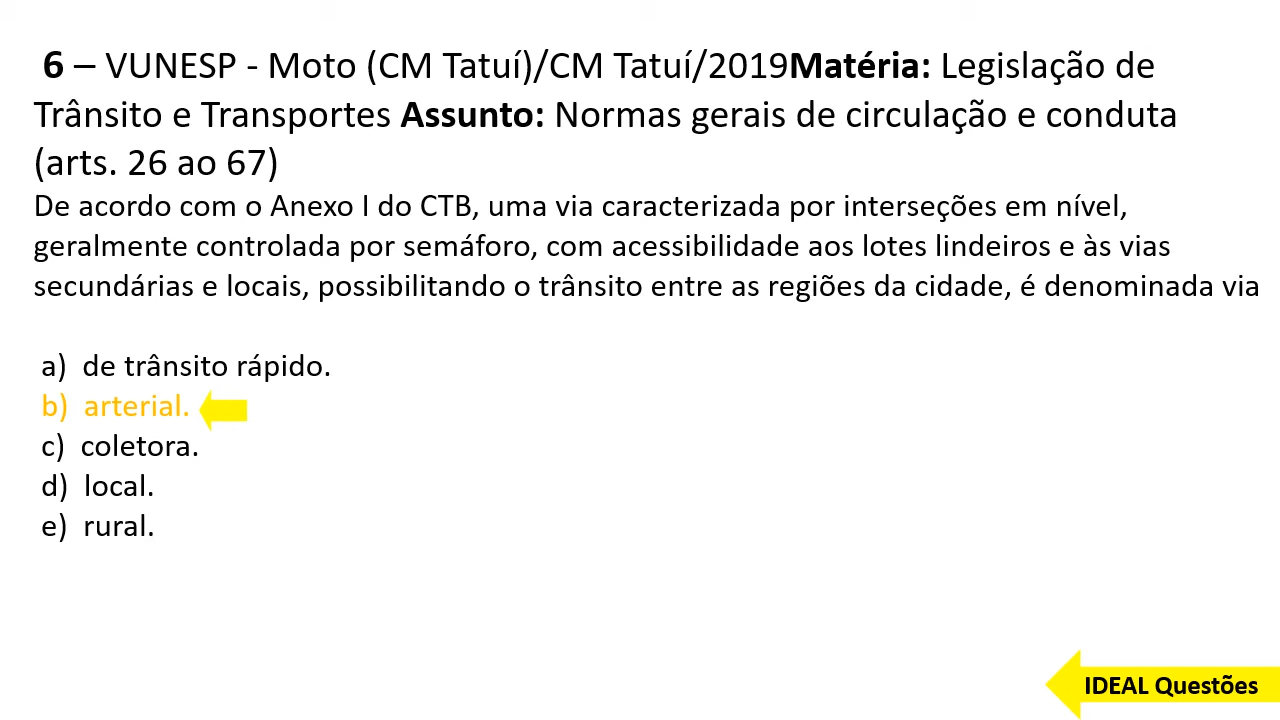 6 – VUNESP - Moto (CM Tatuí)/CM Tatuí/2019Matéria: Legislação de
Trânsito e Transportes Assunto: Normas gerais de circulação e conduta
(arts. 26 ao 67)
De acordo com o Anexo I do CTB, uma via caracterizada por interseções em nível,
geralmente controlada por semáforo, com acessibilidade aos lotes lindeiros e às vias
secundárias e locais, possibilitando o trânsito entre as regiões da cidade, é denominada via
a) de trânsito rápido.
b) arterial.
c) coletora.
d) local.
e) rural.
IDEAL Questões